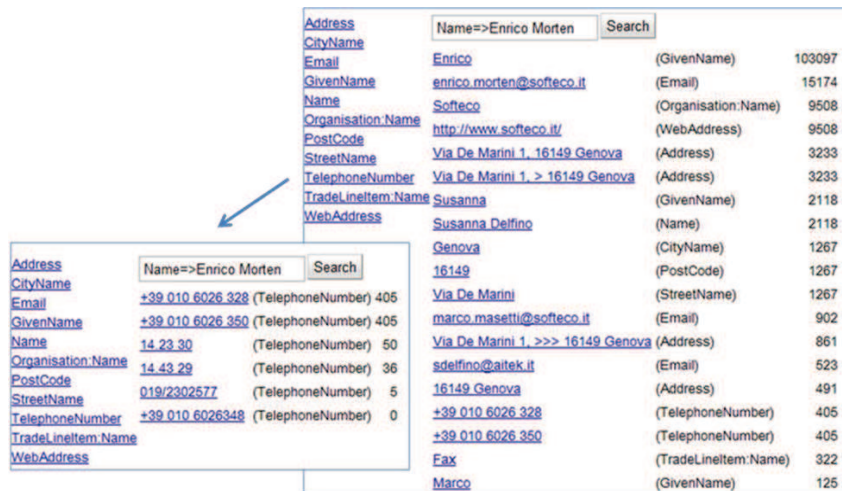 Address
CityName
Email
GivenName
Name
Organisation:Name
PostCode
StreetName
TelephoneNumber
TradeLineItem:Name
WebAddress
Name=>Enrico Morten Search
Enrico (GivenName) 103097
enrico.morten@softeco.it (Email) 15174
Softeco (Organisation:Name) 9508
http://www.softeco.it/ (WebAddress) 9508
Via De Marini 1, 16149 Genova (Address) 3233
Via De Marini 1, > 16149 Genova (Address) 3233
Susanna (GivenName) 2118
Susanna Delfino (Name) 2118
Genova (CityName) 1267
16149 (PostCode) 1267
Via De Marini (StreetName) 1267
marco.masetti@softeco.it (Email) 902
Via De Marini 1, >>> 16149 Genova (Address) 861
sdelfino@aitek.it (Email) 523
16149 Genova (Address) 491
+39 010 6026 328 (TelephoneNumber) 405
+39 010 6026 350 (TelephoneNumber) 405
Fax (TradeLineItem:Name) 322
Marco (GivenName) 125
Address
CityName
Email
GivenName
Name
Organisation:Name
PostCode
StreetName
TelephoneNumber
TradeLineItem:Name
WebAddress
Name=>Enrico Morten Search
+39 010 6026 328 (TelephoneNumber) 405
+39 010 6026 350 (TelephoneNumber) 405
14.23 30 (TelephoneNumber) 50
14.43 29 (TelephoneNumber) 36
019/2302577 (TelephoneNumber) 5
+39 010 6026348 (TelephoneNumber) 0